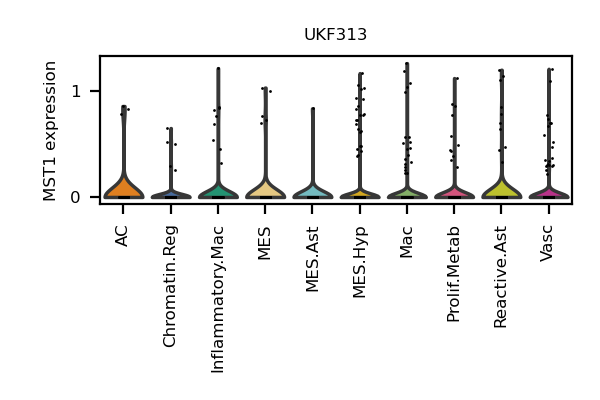 UKF313
MST1 expression
1
0
AC
Chromatin.Reg
Inflammatory.Mac
MES
MES.Ast
MES.Hyp
Mac
Prolif.Metab
Reactive.Ast
Vasc